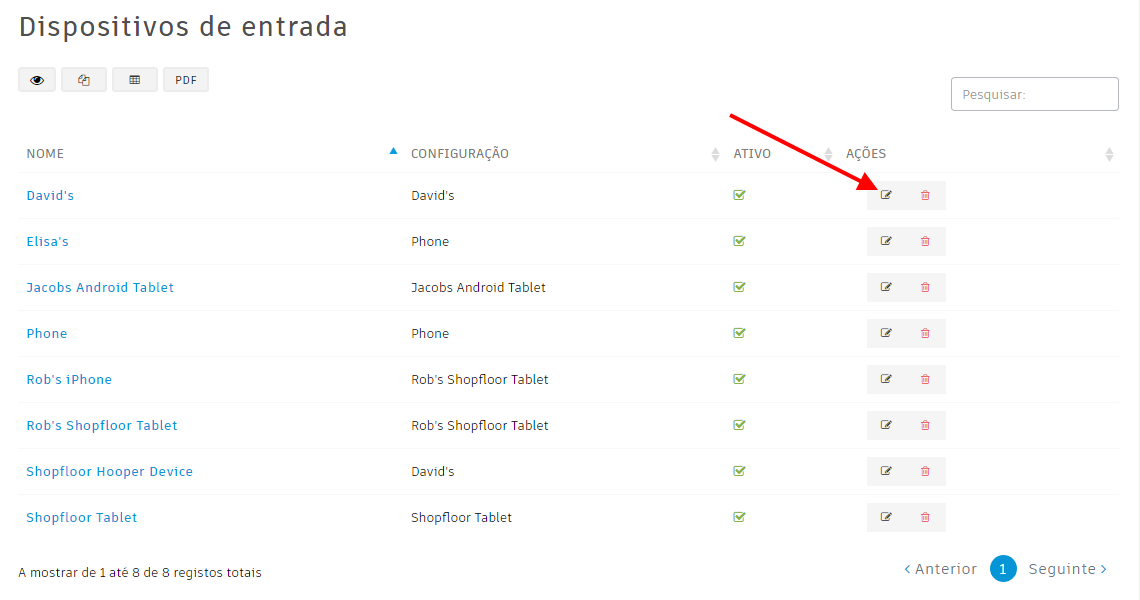 Dispositivos de entrada
PDF
Pesquisar:
NOME CONFIGURAÇÃO ATIVO AÇÕES
David's David's
Elisa's Phone
Jacobs Android Tablet Jacobs Android Tablet
Phone Phone
Rob's iPhone Rob's Shopfloor Tablet
Rob's Shopfloor Tablet Rob's Shopfloor Tablet
Shopfloor Hooper Device David's
Shopfloor Tablet Shopfloor Tablet
A mostrar de 1 até 8 de 8 registos totais
‹ Anterior 1 Seguinte ›